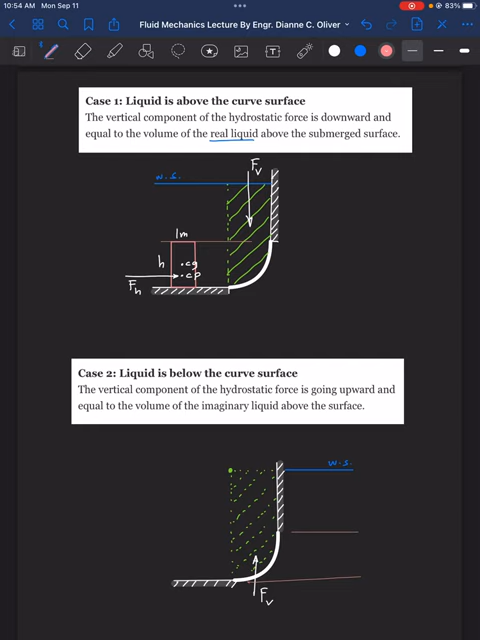 10:54 AM Mon Sep 11
83%
Fluid Mechanics Lecture By Engr. Dianne C. Oliver
Case 1: Liquid is above the curve surface
The vertical component of the hydrostatic force is downward and
equal to the volume of the real liquid above the submerged surface.
Fv
w.s.
1m
h
cg
cp
Fh
Case 2: Liquid is below the curve surface
The vertical component of the hydrostatic force is going upward and
equal to the volume of the imaginary liquid above the surface.
w.s.
Fv